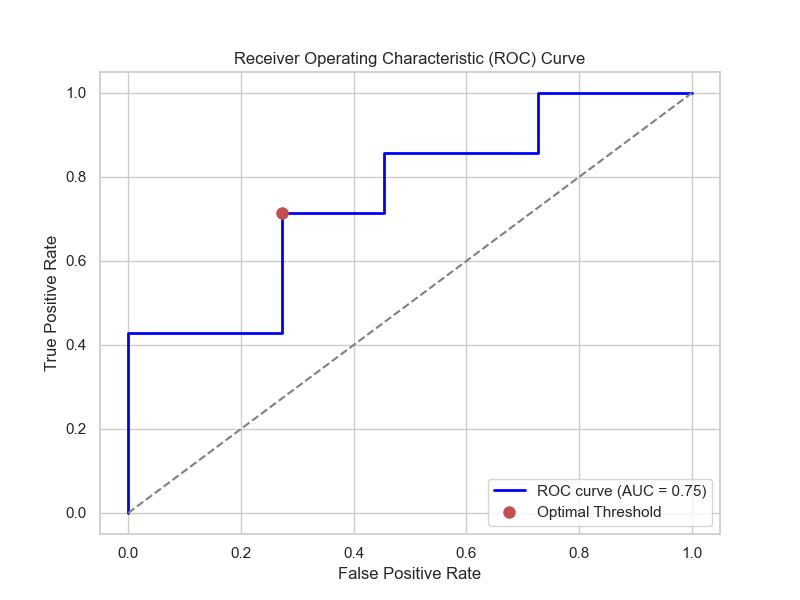 Receiver Operating Characteristic (ROC) Curve
True Positive Rate
1.0
0.8
0.6
0.4
0.2
0.0
ROC curve (AUC = 0.75)
Optimal Threshold
0.0 0.2 0.4 0.6 0.8 1.0
False Positive Rate